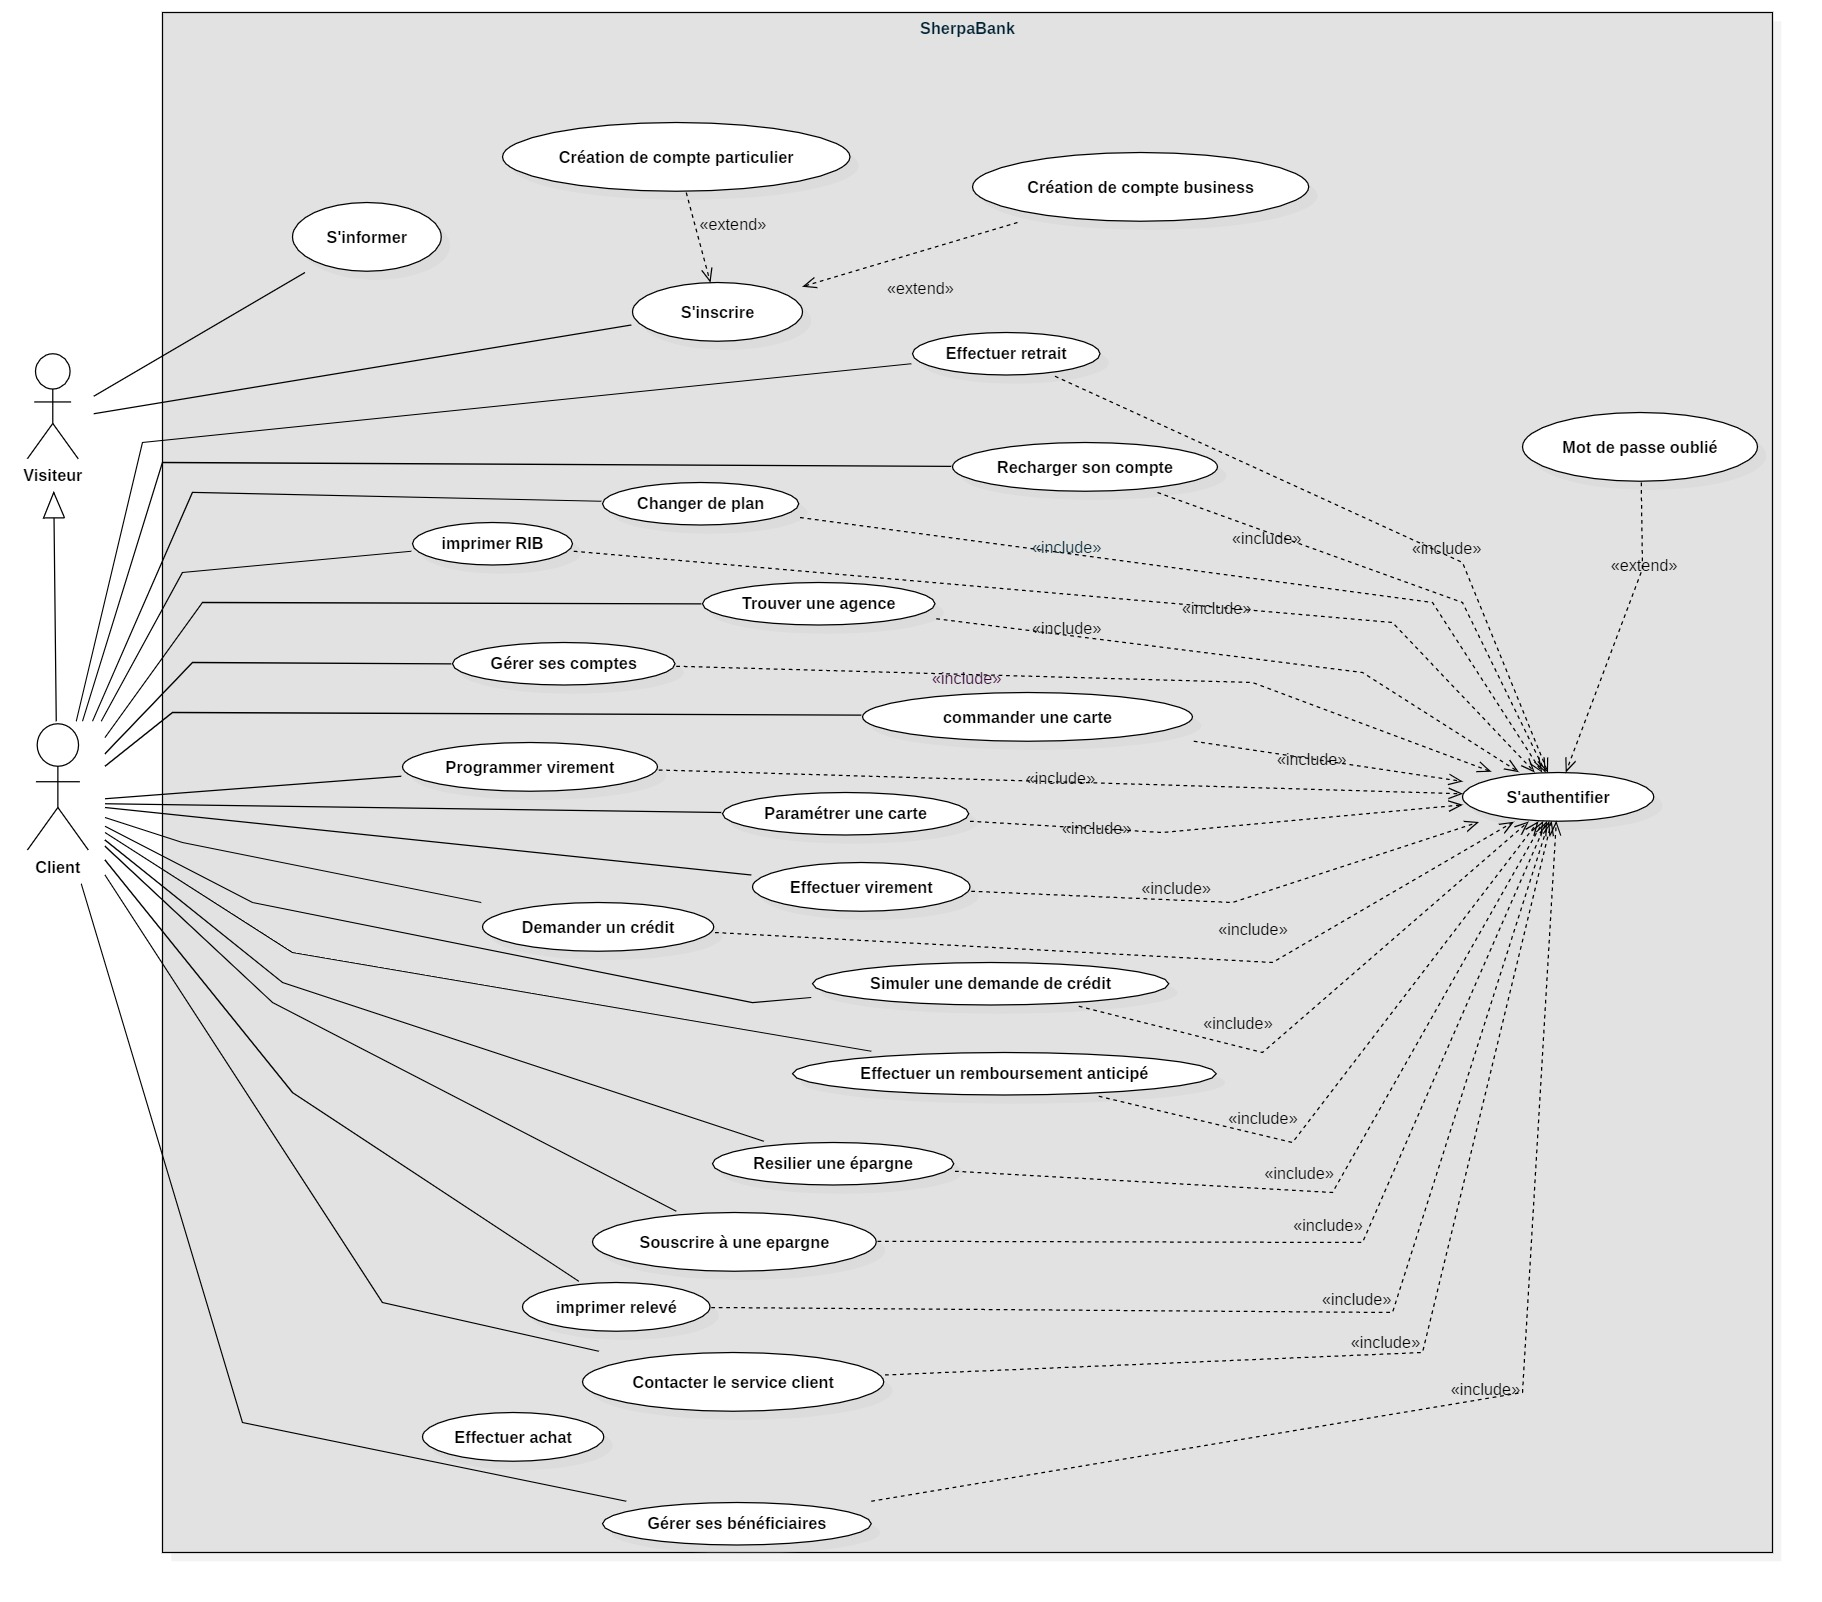 SherpaBank
Création de compte particulier
Création de compte business
«extend»
S'informer
«extend»
S'inscrire
Effectuer retrait
Mot de passe oublié
Visiteur
Recharger son compte
Changer de plan
imprimer RIB
«include»
«include»
«include»
«extend»
Trouver une agence
«include»
«include»
Gérer ses comptes
«include»
commander une carte
Programmer virement
«include»
«include»
S'authentifier
Paramétrer une carte
«include»
Client
Effectuer virement
«include»
Demander un crédit
«include»
Simuler une demande de crédit
«include»
Effectuer un remboursement anticipé
«include»
Resilier une épargne
«include»
Souscrire à une epargne
«include»
imprimer relevé
«include»
Contacter le service client
«include»
«include»
Effectuer achat
Gérer ses bénéficiaires